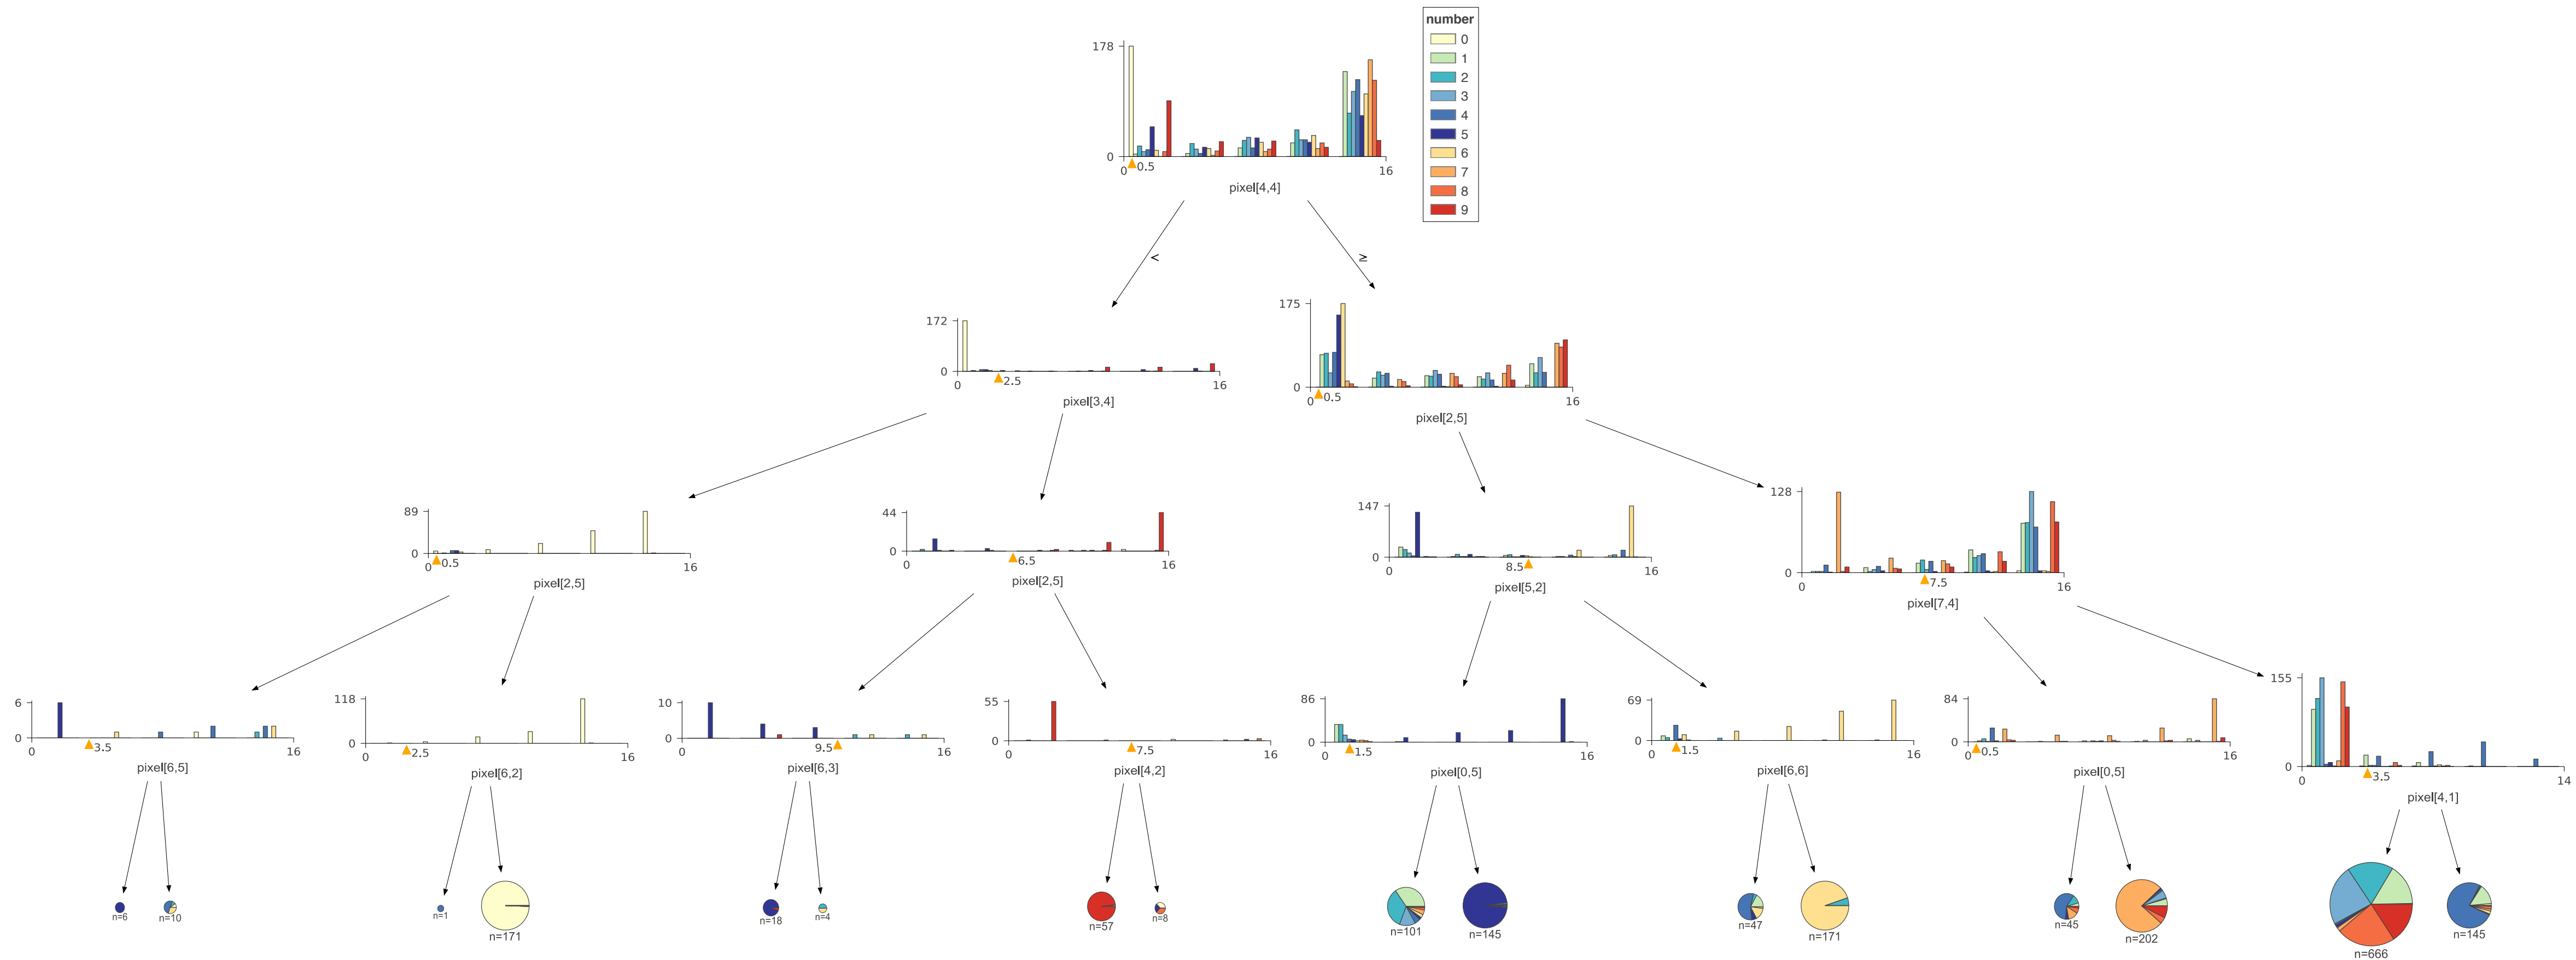 number
0
1
2
3
4
5
6
7
8
9
178
0
0
0.5
16
pixel[4,4]
<
≥
172
0
0
2.5
16
pixel[3,4]
175
0
0
0.5
16
pixel[2,5]
89
0
0
0.5
16
pixel[2,5]
44
0
0
6.5
16
pixel[2,5]
147
0
0
8.5
16
pixel[5,2]
128
0
0
7.5
16
pixel[7,4]
6
0
0
3.5
16
pixel[6,5]
118
0
0
2.5
16
pixel[6,2]
10
0
0
9.5
16
pixel[6,3]
55
0
0
7.5
16
pixel[4,2]
86
0
0
1.5
16
pixel[0,5]
69
0
0
1.5
16
pixel[6,6]
84
0
0
0.5
16
pixel[0,5]
155
0
0
3.5
14
pixel[4,1]
n=6
n=10
n=1
n=171
n=18
n=4
n=57
n=8
n=101
n=145
n=47
n=171
n=45
n=202
n=666
n=145